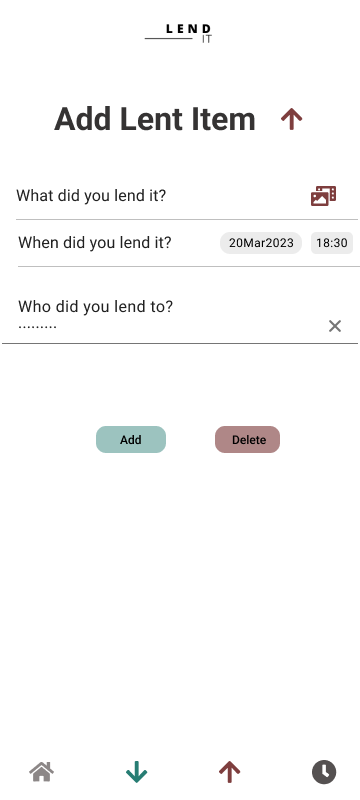 LEND
IT
Add Lent Item
What did you lend it?
When did you lend it? 20Mar2023 18:30
Who did you lend to?
.........
Add Delete